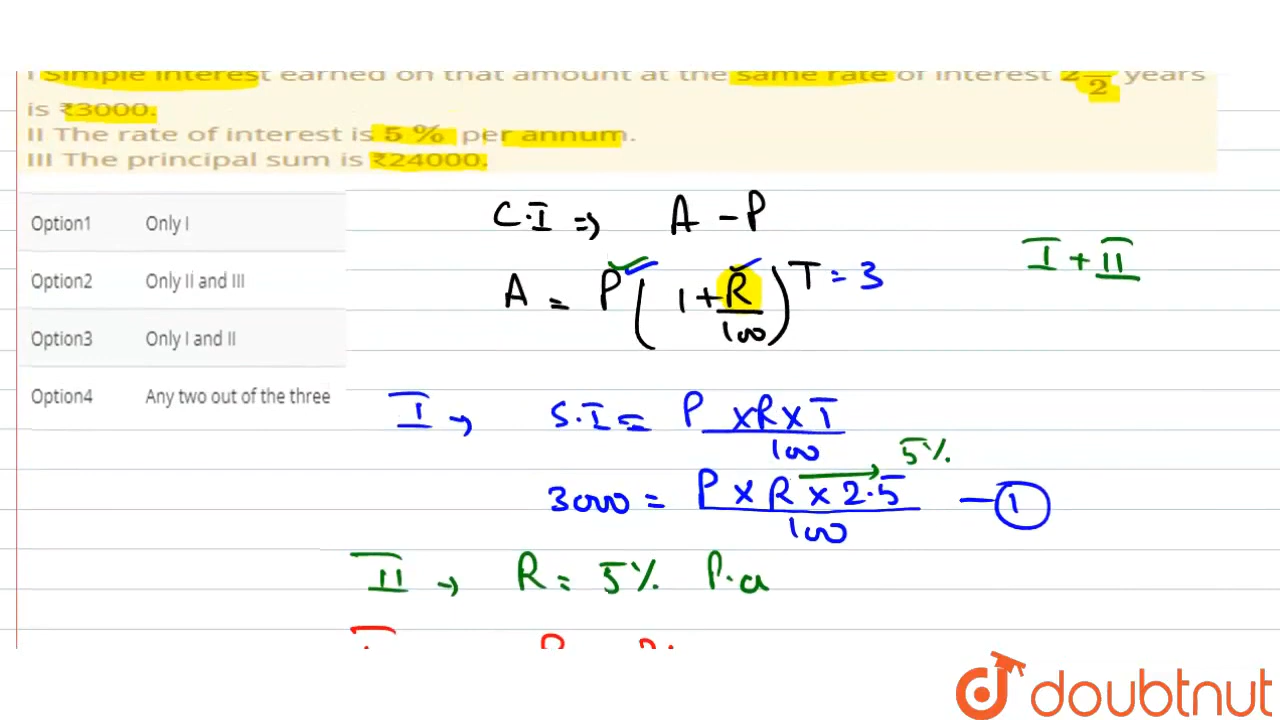 I Simple interest earned on that amount at the same rate of interest 2 1/2 years
is ₹3000.
II The rate of interest is 5 % per annum.
III The principal sum is ₹24000.
Option1 Only I
Option2 Only II and III
Option3 Only I and II
Option4 Any two out of the three
C.I ⇒ A - P
I + II
A = P ( 1 + R/100 )^T = 3
I → S.I = P × R × T / 100
5%
3000 = P × R × 2.5 / 100 — 1
II → R = 5% P.a
doubtnut